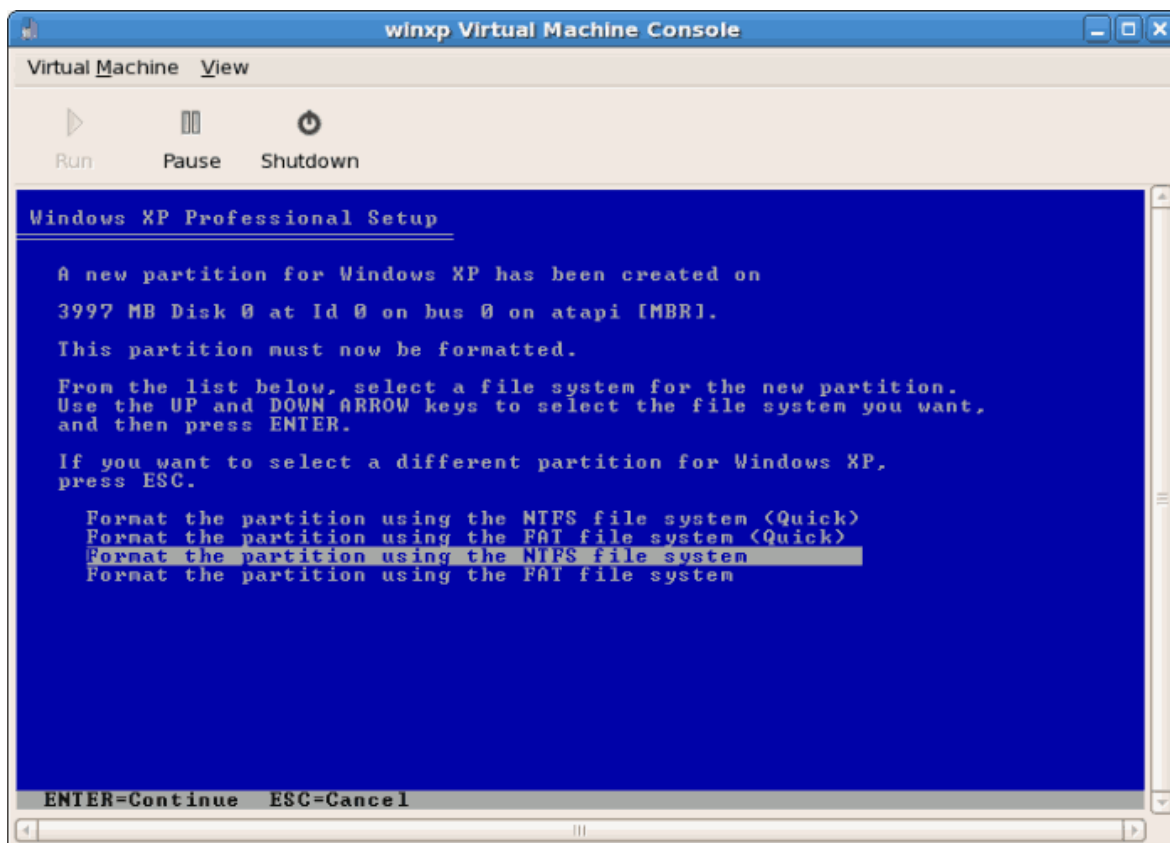 winxp Virtual Machine Console
Virtual Machine View
Run Pause Shutdown
Windows XP Professional Setup
A new partition for Windows XP has been created on
3997 MB Disk 0 at Id 0 on bus 0 on atapi [MBR].
This partition must now be formatted.
From the list below, select a file system for the new partition.
Use the UP and DOWN ARROW keys to select the file system you want,
and then press ENTER.
If you want to select a different partition for Windows XP,
press ESC.
Format the partition using the NTFS file system (Quick)
Format the partition using the FAT file system (Quick)
Format the partition using the NTFS file system
Format the partition using the FAT file system
ENTER=Continue ESC=Cancel